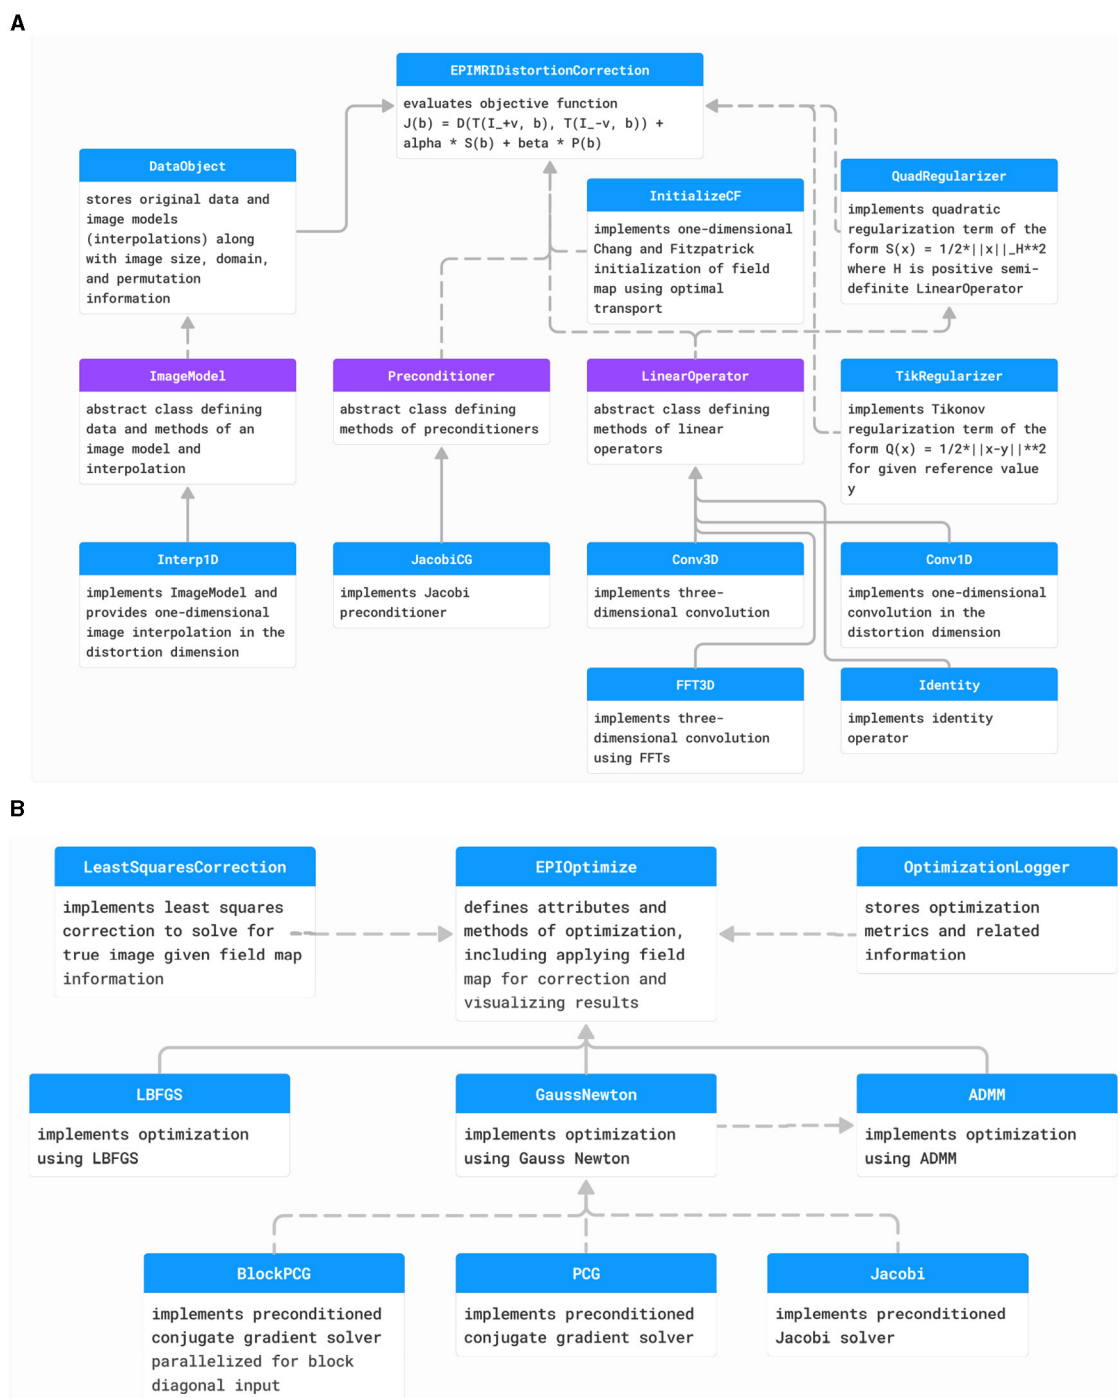 A
EPIMRIDistortionCorrection
evaluates objective function
J(b) = D(T(I_+v, b), T(I_-v, b)) +
alpha * S(b) + beta * P(b)
DataObject
stores original data and
image models
(interpolations) along
with image size, domain,
and permutation
information
InitializeCF
implements one-dimensional
Chang and Fitzpatrick
initialization of field
map using optimal
transport
QuadRegularizer
implements quadratic
regularization term of the
form S(x) = 1/2*||x||_H**2
where H is positive semi-
definite LinearOperator
ImageModel
abstract class defining
data and methods of an
image model and
interpolation
Preconditioner
abstract class defining
methods of preconditioners
LinearOperator
abstract class defining
methods of linear
operators
TikRegularizer
implements Tikonov
regularization term of the
form Q(x) = 1/2*||x-y||**2
for given reference value
y
Interp1D
implements ImageModel and
provides one-dimensional
image interpolation in the
distortion dimension
JacobiCG
implements Jacobi
preconditioner
Conv3D
implements three-
dimensional convolution
Conv1D
implements one-dimensional
convolution in the
distortion dimension
FFT3D
implements three-
dimensional convolution
using FFTs
Identity
implements identity
operator
B
LeastSquaresCorrection
implements least squares
correction to solve for
true image given field map
information
EPIOptimize
defines attributes and
methods of optimization,
including applying field
map for correction and
visualizing results
OptimizationLogger
stores optimization
metrics and related
information
LBFGS
implements optimization
using LBFGS
GaussNewton
implements optimization
using Gauss Newton
ADMM
implements optimization
using ADMM
BlockPCG
implements preconditioned
conjugate gradient solver
parallelized for block
diagonal input
PCG
implements preconditioned
conjugate gradient solver
Jacobi
implements preconditioned
Jacobi solver